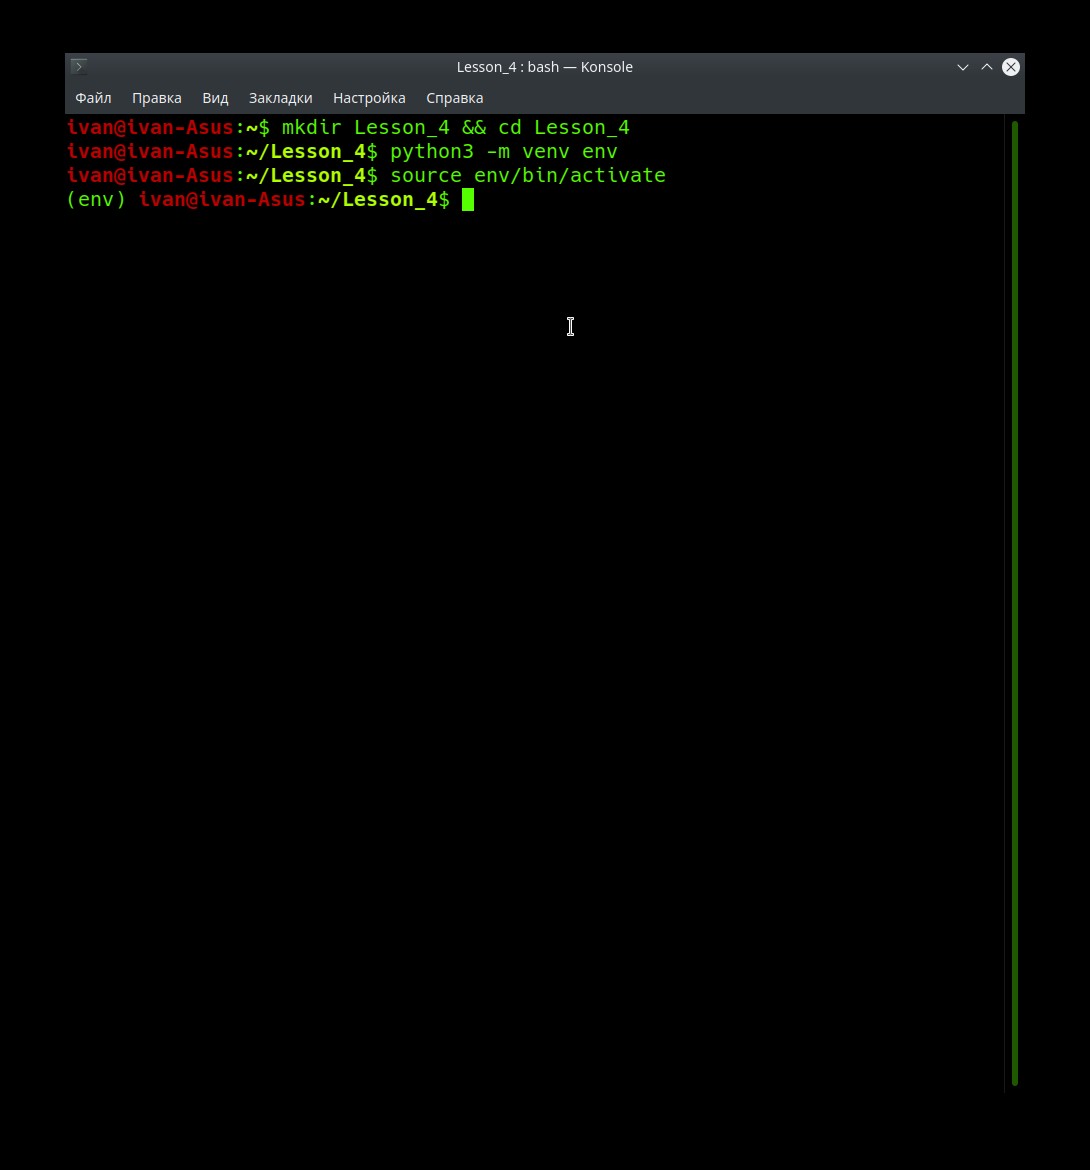 Lesson_4 : bash — Konsole
Файл Правка Вид Закладки Настройка Справка
ivan@ivan-Asus:~$ mkdir Lesson_4 && cd Lesson_4
ivan@ivan-Asus:~/Lesson_4$ python3 -m venv env
ivan@ivan-Asus:~/Lesson_4$ source env/bin/activate
(env) ivan@ivan-Asus:~/Lesson_4$